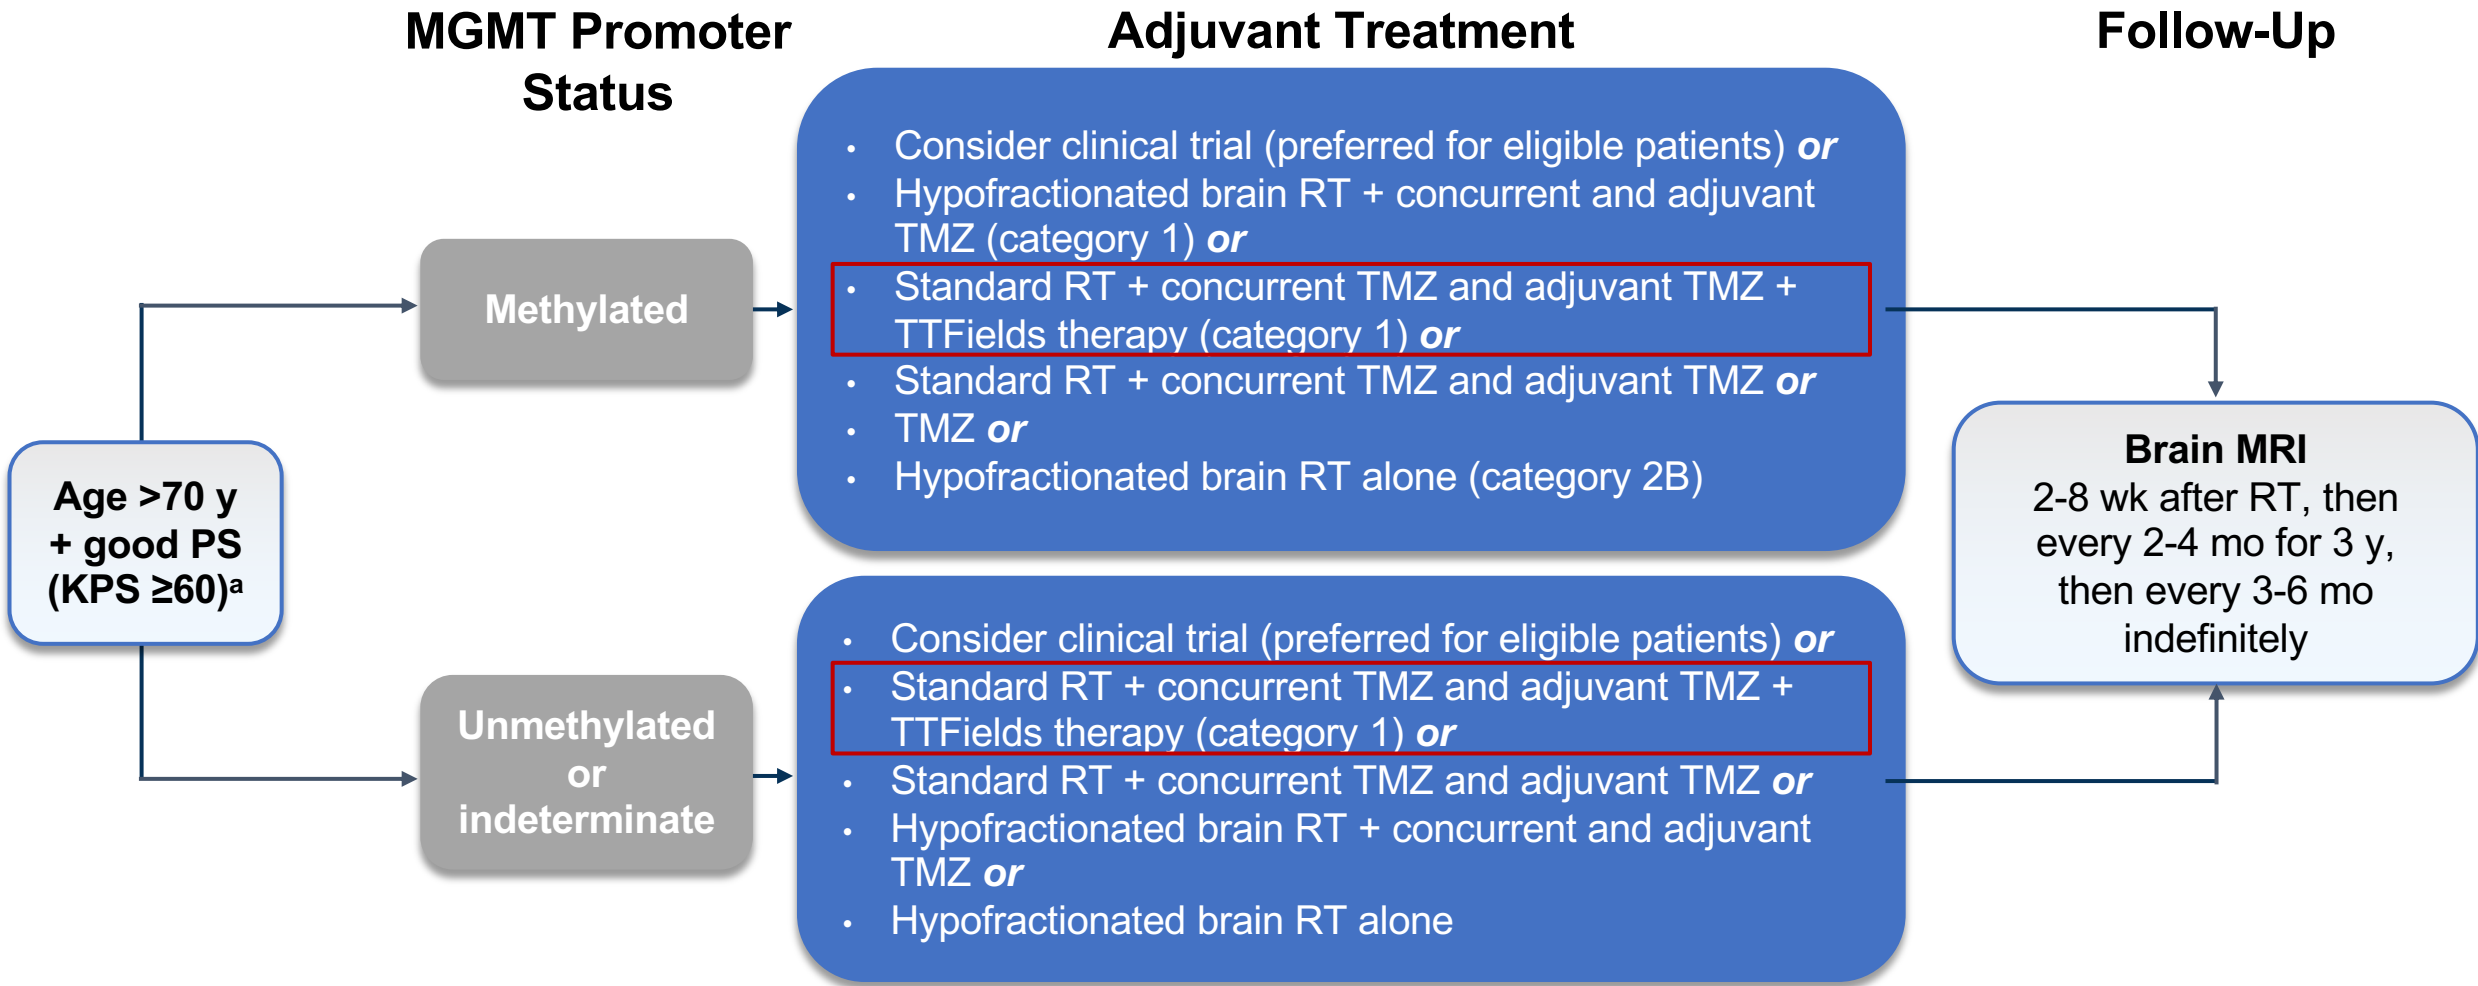 MGMT Promoter
Status
Adjuvant Treatment
Follow-Up
Age >70 y
+ good PS
(KPS ≥60)ᵃ
Methylated
• Consider clinical trial (preferred for eligible patients) or
• Hypofractionated brain RT + concurrent and adjuvant
TMZ (category 1) or
• Standard RT + concurrent TMZ and adjuvant TMZ +
TTFields therapy (category 1) or
• Standard RT + concurrent TMZ and adjuvant TMZ or
• TMZ or
• Hypofractionated brain RT alone (category 2B)
Unmethylated
or
indeterminate
• Consider clinical trial (preferred for eligible patients) or
• Standard RT + concurrent TMZ and adjuvant TMZ +
TTFields therapy (category 1) or
• Standard RT + concurrent TMZ and adjuvant TMZ or
• Hypofractionated brain RT + concurrent and adjuvant
TMZ or
• Hypofractionated brain RT alone
Brain MRI
2-8 wk after RT, then
every 2-4 mo for 3 y,
then every 3-6 mo
indefinitely